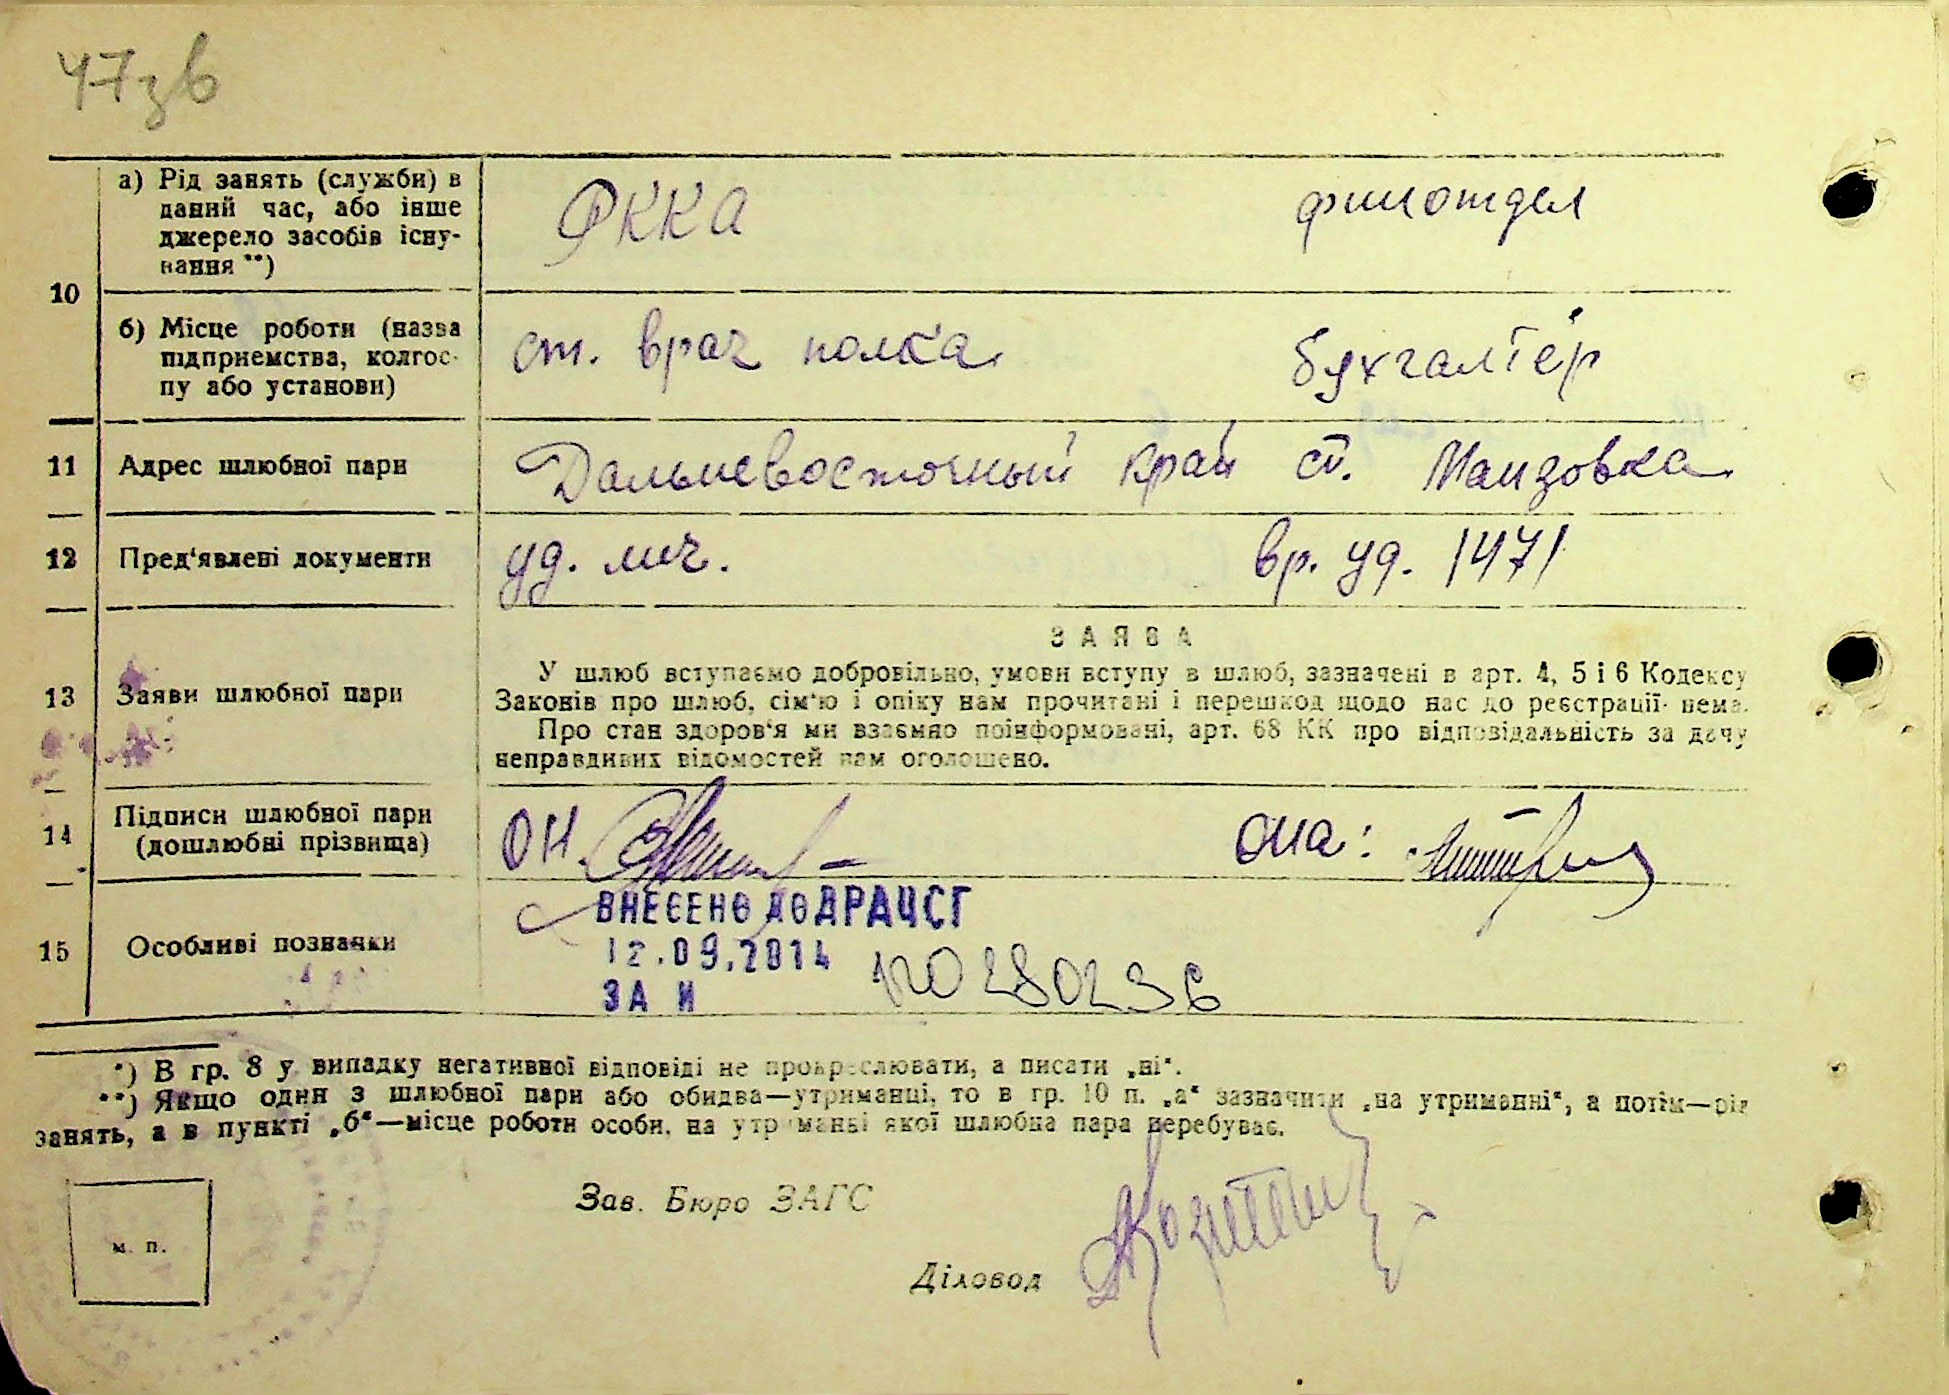 47зв
а) Рід занять (служби) в
даний час, або інше
джерело засобів існу-
вання **)
РККА финотдел
10
б) Місце роботи (назва
підприемства, колгос-
пу або установи)
ст. врач полка бухгалтер
11 Адрес шлюбної пари Дальневосточный край ст. Манзовка
12 Пред‘явлені документи уд. лич. вр. уд. 1471
ЗАЯВА
13 Заяви шлюбної пари
У шлюб вступаємо добровільно, умови вступу в шлюб, зазначені в арт. 4, 5 і 6 Кодексу
Законів про шлюб, сім‘ю і опіку нам прочитані і перешкод щодо нас до реєстрації нема.
Про стан здоров‘я ми взаємно поінформовані, арт. 68 КК про відповідальність за дачу
неправдивих відомостей нам оголошено.
14 Підписи шлюбної пари
(дошлюбні прізвища)
он. она:
ВНЕСЕНО ДО ДРАЦСГ
15 Особливі позначки
12.09.2014
ЗА И 0280236
*) В гр. 8 у випадку негативної відповіді не прокреслювати, а писати „ні“.
**) Якщо один з шлюбної пари або обидва—утриманці, то в гр. 10 п. „а“ зазначити „на утриманні“, а потім—рід
занять, а в пункті „б“—місце роботи особи, на утриманні якої шлюбна пара перебуває.
Зав. Бюро ЗАГС
м. п.
Діловод